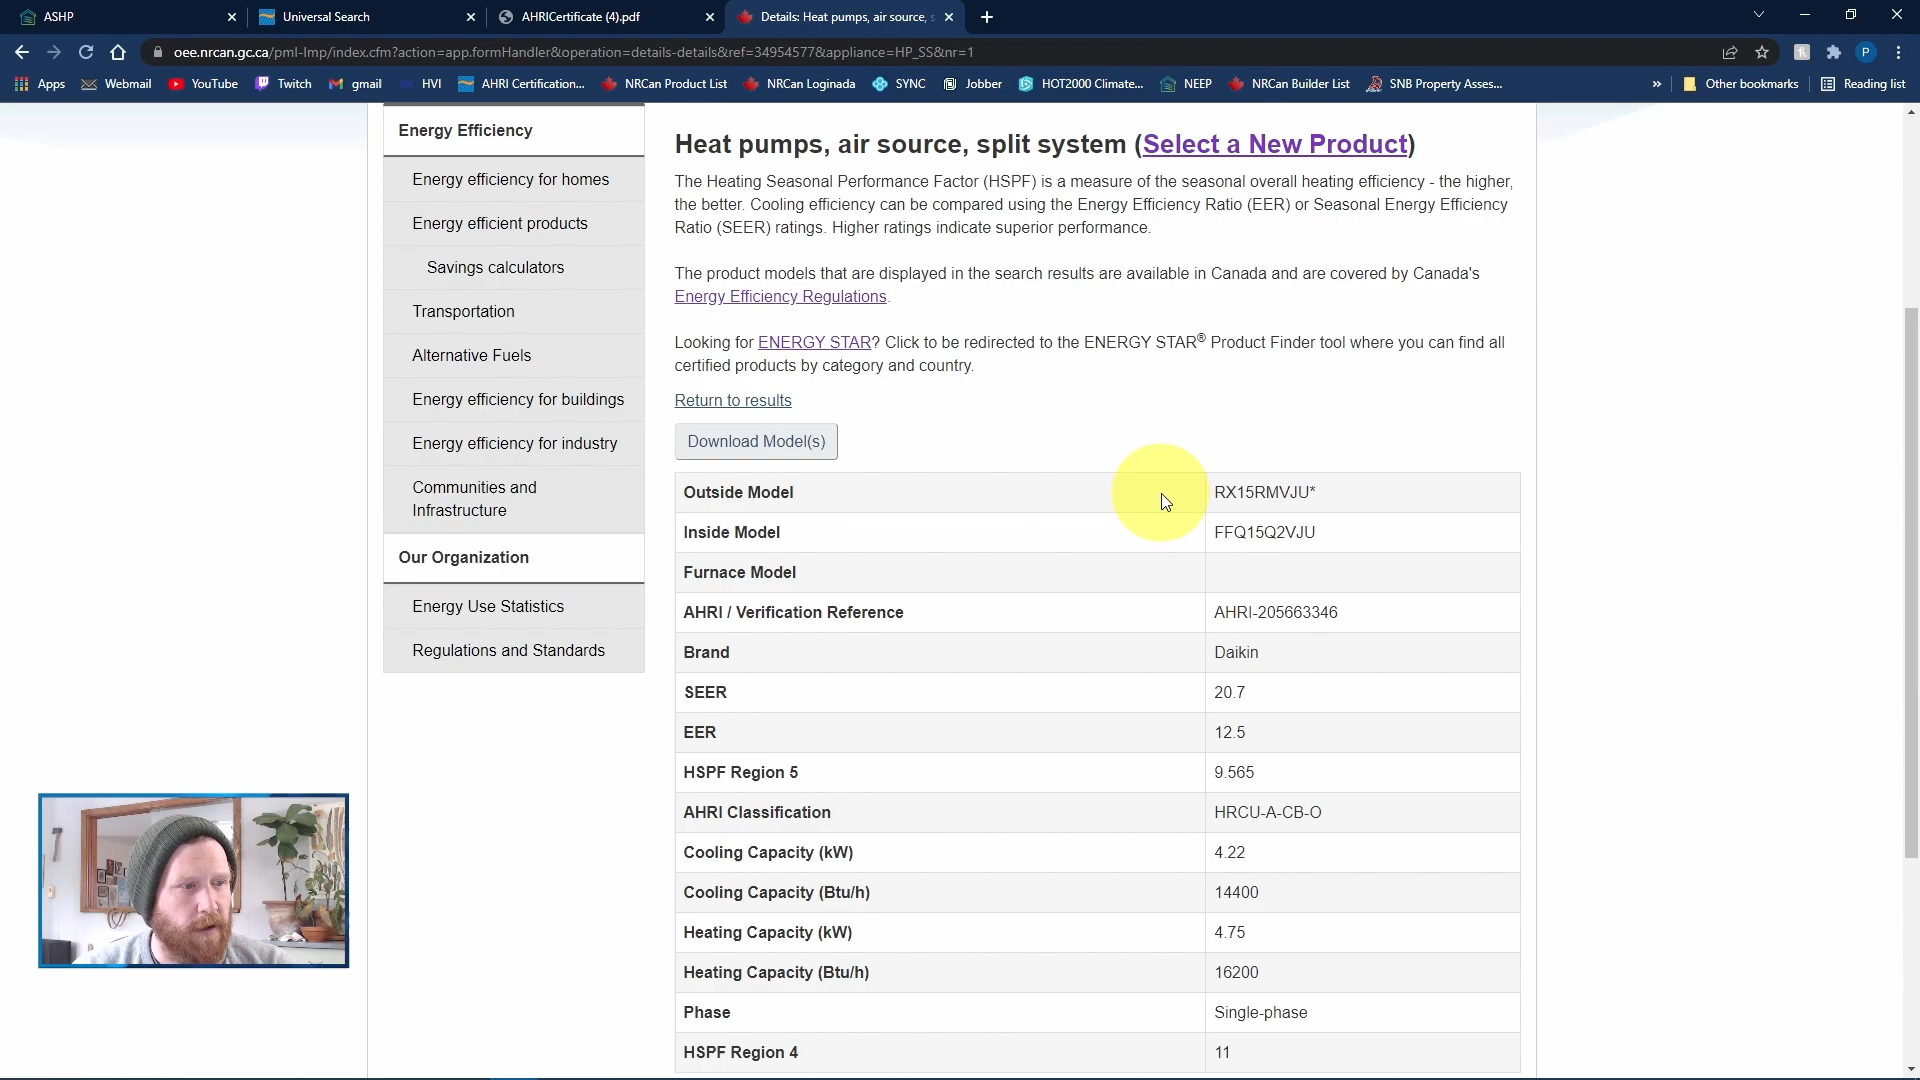 ASHP
Universal Search
AHRICertificate (4).pdf
Details: Heat pumps, air source, s
oee.nrcan.gc.ca/pml-lmp/index.cfm?action=app.formHandler&operation=details-details&ref=34954577&appliance=HP_SS&nr=1
P
Apps
Webmail
YouTube
Twitch
gmail
HVI
AHRI Certification...
NRCan Product List
NRCan Loginada
SYNC
Jobber
HOT2000 Climate...
NEEP
NRCan Builder List
SNB Property Asses...
»
Other bookmarks
Reading list
Energy Efficiency
Energy efficiency for homes
Energy efficient products
Savings calculators
Transportation
Alternative Fuels
Energy efficiency for buildings
Energy efficiency for industry
Communities and
Infrastructure
Our Organization
Energy Use Statistics
Regulations and Standards
Heat pumps, air source, split system (Select a New Product)
The Heating Seasonal Performance Factor (HSPF) is a measure of the seasonal overall heating efficiency - the higher,
the better. Cooling efficiency can be compared using the Energy Efficiency Ratio (EER) or Seasonal Energy Efficiency
Ratio (SEER) ratings. Higher ratings indicate superior performance.
The product models that are displayed in the search results are available in Canada and are covered by Canada's
Energy Efficiency Regulations.
Looking for ENERGY STAR? Click to be redirected to the ENERGY STAR® Product Finder tool where you can find all
certified products by category and country.
Return to results
Download Model(s)
Outside Model RX15RMVJU*
Inside Model FFQ15Q2VJU
Furnace Model
AHRI / Verification Reference AHRI-205663346
Brand Daikin
SEER 20.7
EER 12.5
HSPF Region 5 9.565
AHRI Classification HRCU-A-CB-O
Cooling Capacity (kW) 4.22
Cooling Capacity (Btu/h) 14400
Heating Capacity (kW) 4.75
Heating Capacity (Btu/h) 16200
Phase Single-phase
HSPF Region 4 11